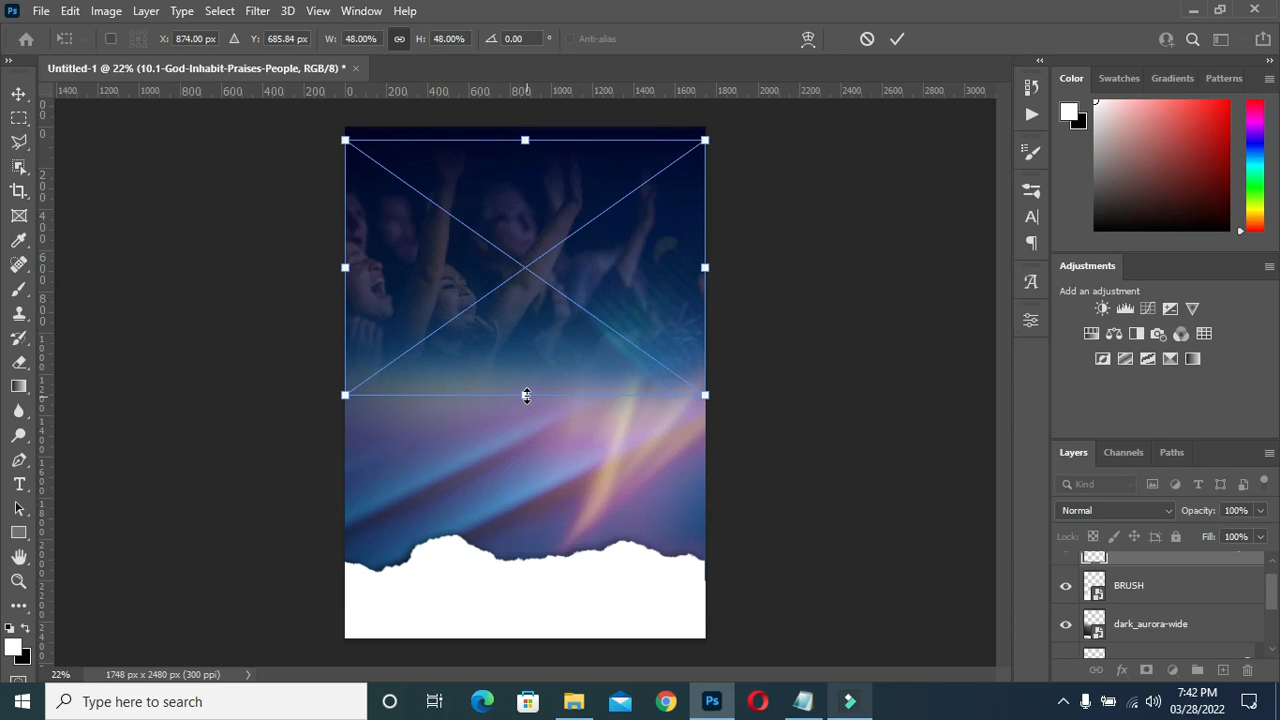 Ps File Edit Image Layer Type Select Filter 3D View Window Help
X: 874.00 px Y: 685.84 px W: 48.00% H: 48.00% 0.00 ° Anti-alias
Untitled-1 @ 22% (10.1-God-Inhabit-Praises-People, RGB/8) *
1400 1200 1000 800 600 400 200 0 200 400 600 800 1000 1200 1400 1600 1800 2000 2200 2400 2600 2800 3000
Color Swatches Gradients Patterns
Adjustments
Add an adjustment
Layers Channels Paths
Kind
Normal Opacity: 100%
Lock: Fill: 100%
BRUSH
dark_aurora-wide
22% 1748 px x 2480 px (300 ppi)
Type here to search
Ps
7:42 PM
03/28/2022